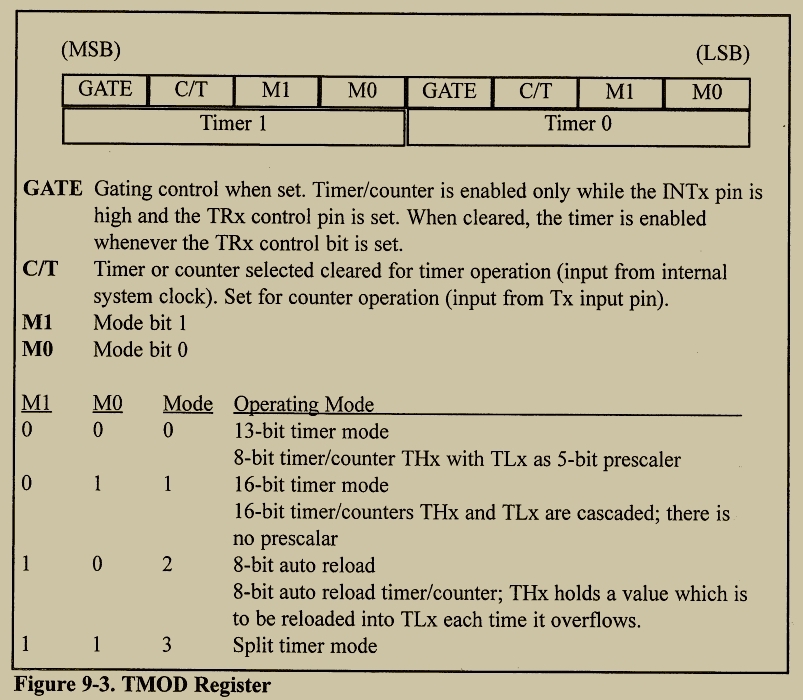 (MSB) (LSB)
GATE C/T M1 M0 GATE C/T M1 M0
Timer 1 Timer 0
GATE Gating control when set. Timer/counter is enabled only while the INTx pin is
high and the TRx control pin is set. When cleared, the timer is enabled
whenever the TRx control bit is set.
C/T Timer or counter selected cleared for timer operation (input from internal
system clock). Set for counter operation (input from Tx input pin).
M1 Mode bit 1
M0 Mode bit 0
M1 M0 Mode Operating Mode
0 0 0 13-bit timer mode
8-bit timer/counter THx with TLx as 5-bit prescaler
0 1 1 16-bit timer mode
16-bit timer/counters THx and TLx are cascaded; there is
no prescalar
1 0 2 8-bit auto reload
8-bit auto reload timer/counter; THx holds a value which is
to be reloaded into TLx each time it overflows.
1 1 3 Split timer mode
Figure 9-3. TMOD Register